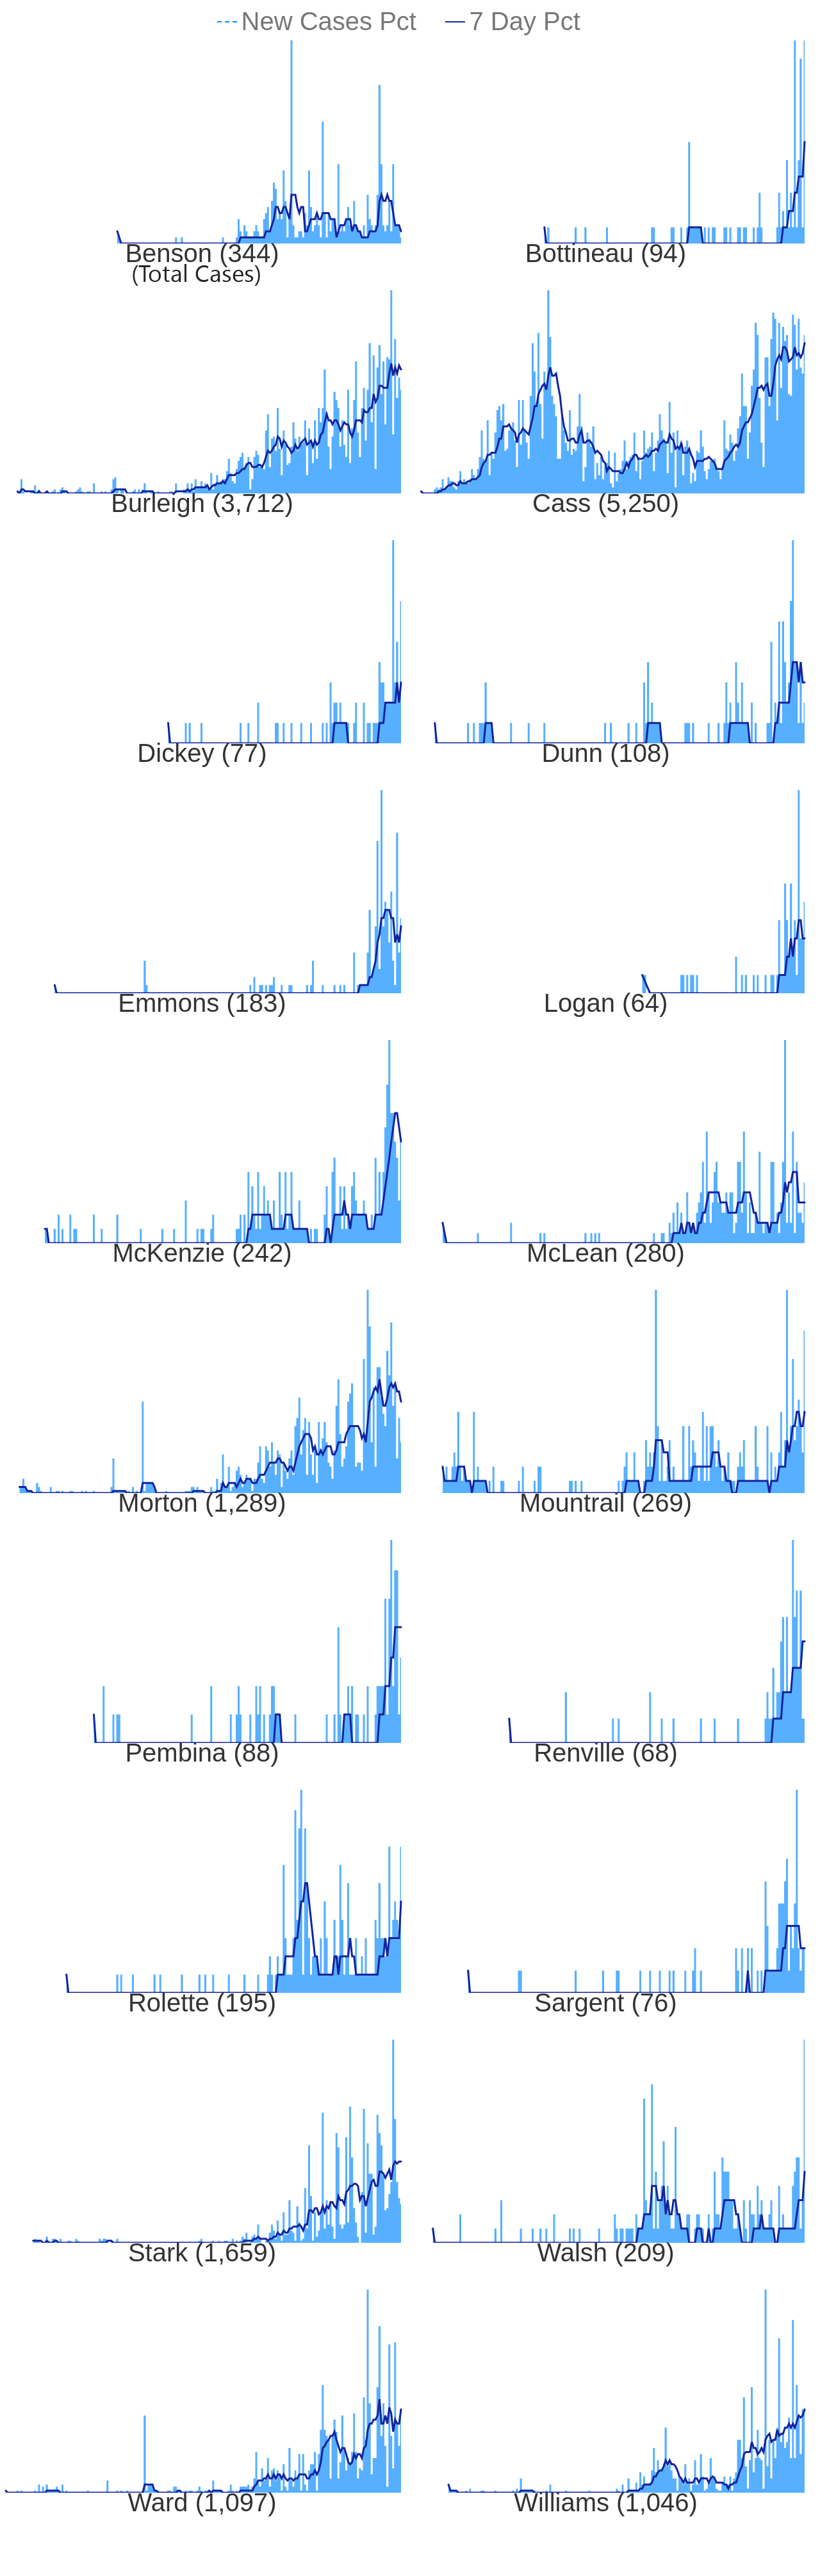 New Cases Pct 7 Day Pct
Benson (344) Bottineau (94)
(Total Cases)
Burleigh (3,712) Cass (5,250)
Dickey (77) Dunn (108)
Emmons (183) Logan (64)
McKenzie (242) McLean (280)
Morton (1,289) Mountrail (269)
Pembina (88) Renville (68)
Rolette (195) Sargent (76)
Stark (1,659) Walsh (209)
Ward (1,097) Williams (1,046)